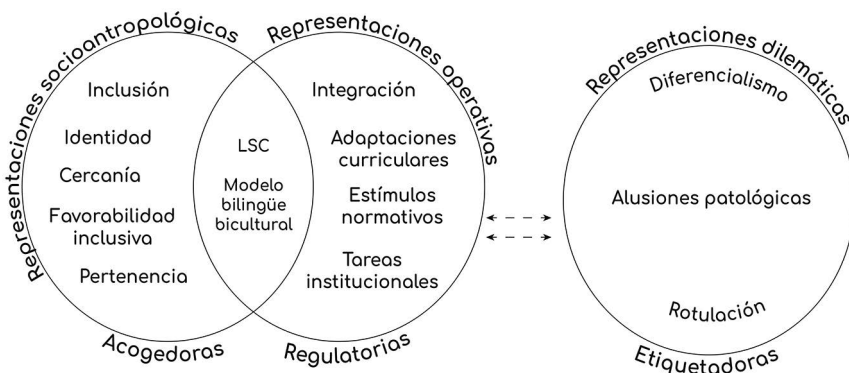 Representaciones socioantropológicas
Inclusión
Identidad
Cercanía
Favorabilidad
inclusiva
Pertenencia
Acogedoras
LSC
Modelo
bilingüe
bicultural
Representaciones operativas
Integración
Adaptaciones
curriculares
Estímulos
normativos
Tareas
institucionales
Regulatorias
Representaciones dilemáticas
Diferencialismo
Alusiones patológicas
Rotulación
Etiquetadoras